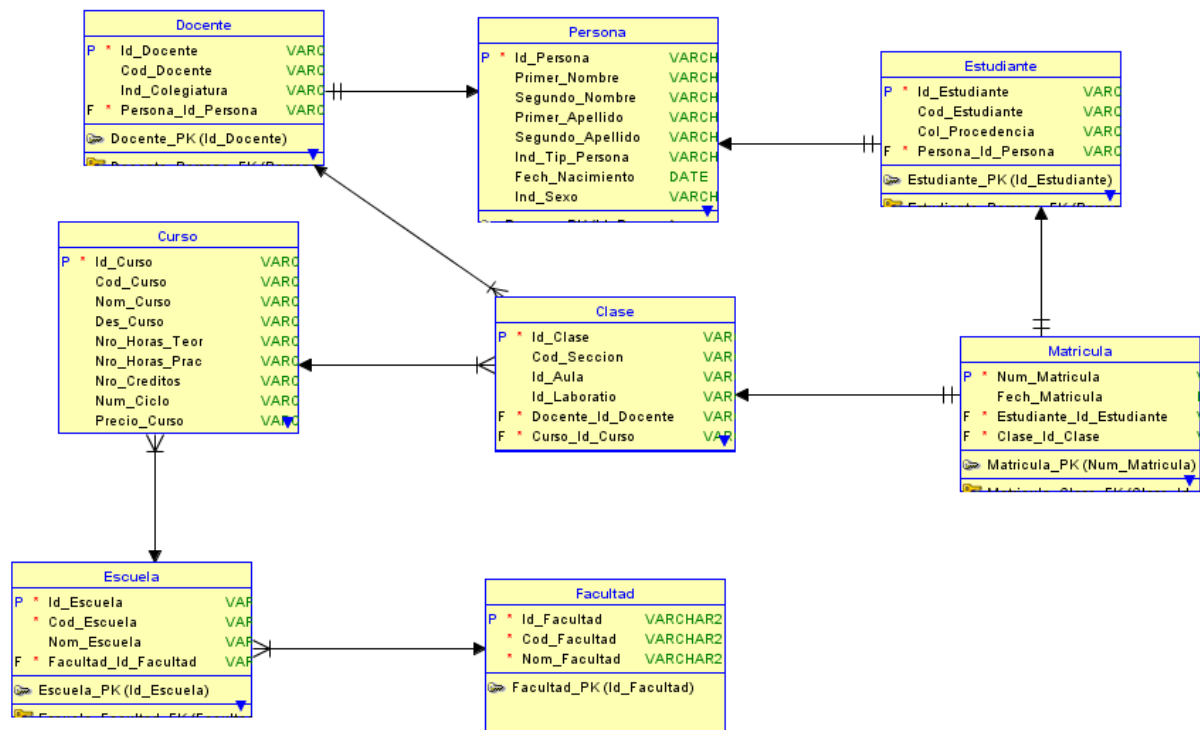 Docente
P * Id_Docente VARC
Cod_Docente VARC
Ind_Colegiatura VARC
F * Persona_Id_Persona VARC
Docente_PK (Id_Docente)
Persona
P * Id_Persona VARCH
Primer_Nombre VARCH
Segundo_Nombre VARCH
Primer_Apellido VARCH
Segundo_Apellido VARCH
Ind_Tip_Persona VARCH
Fech_Nacimiento DATE
Ind_Sexo VARCH
Estudiante
P * Id_Estudiante VARC
Cod_Estudiante VARC
Col_Procedencia VARC
F * Persona_Id_Persona VARC
Estudiante_PK (Id_Estudiante)
Curso
P * Id_Curso VARC
Cod_Curso VARC
Nom_Curso VARC
Des_Curso VARC
Nro_Horas_Teor VARC
Nro_Horas_Prac VARC
Nro_Creditos VARC
Num_Ciclo VARC
Precio_Curso VARC
Clase
P * Id_Clase VAR
Cod_Seccion VAR
Id_Aula VAR
Id_Laboratio VAR
F * Docente_Id_Docente VAR
F * Curso_Id_Curso VAR
Matricula
P * Num_Matricula
Fech_Matricula
F * Estudiante_Id_Estudiante
F * Clase_Id_Clase
Matricula_PK (Num_Matricula)
Escuela
P * Id_Escuela VAR
* Cod_Escuela VAR
Nom_Escuela VAR
F * Facultad_Id_Facultad VAR
Escuela_PK (Id_Escuela)
Facultad
P * Id_Facultad VARCHAR2
* Cod_Facultad VARCHAR2
* Nom_Facultad VARCHAR2
Facultad_PK (Id_Facultad)